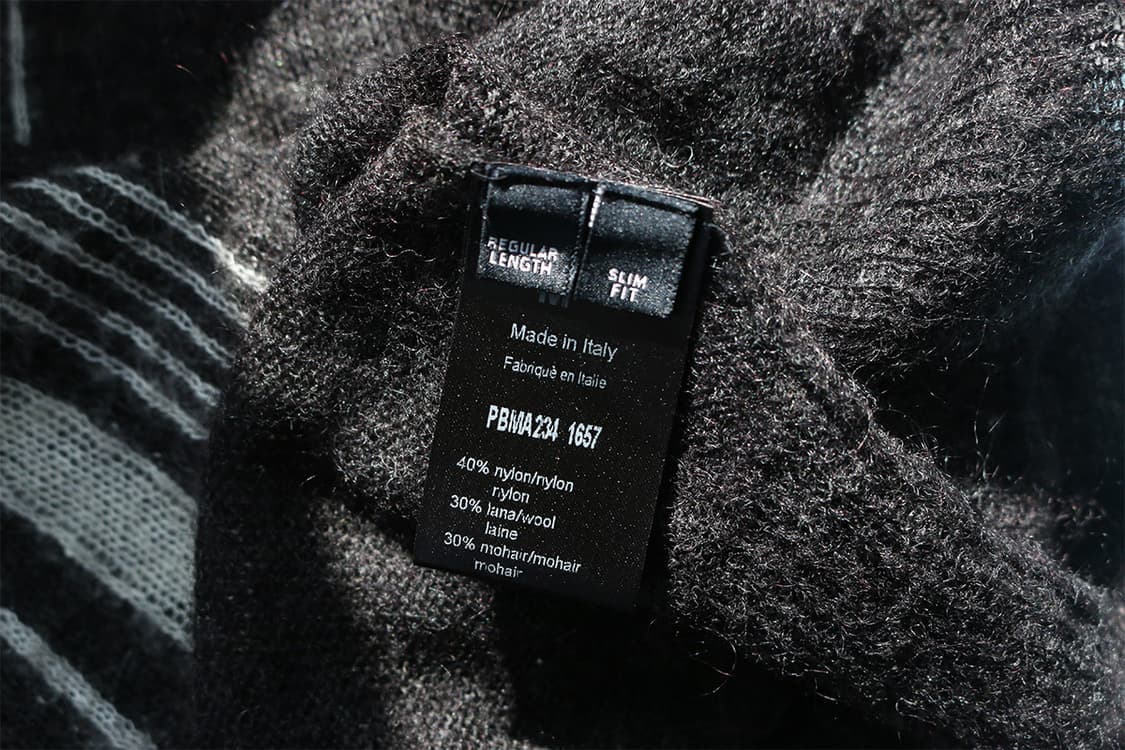 REGULAR
LENGTH
SLIM
FIT
Made in Italy
Fabriquè en Italie
PBMA234 1657
40% nylon/nylon
nylon
30% lana/wool
laine
30% mohair/mohair
mohair